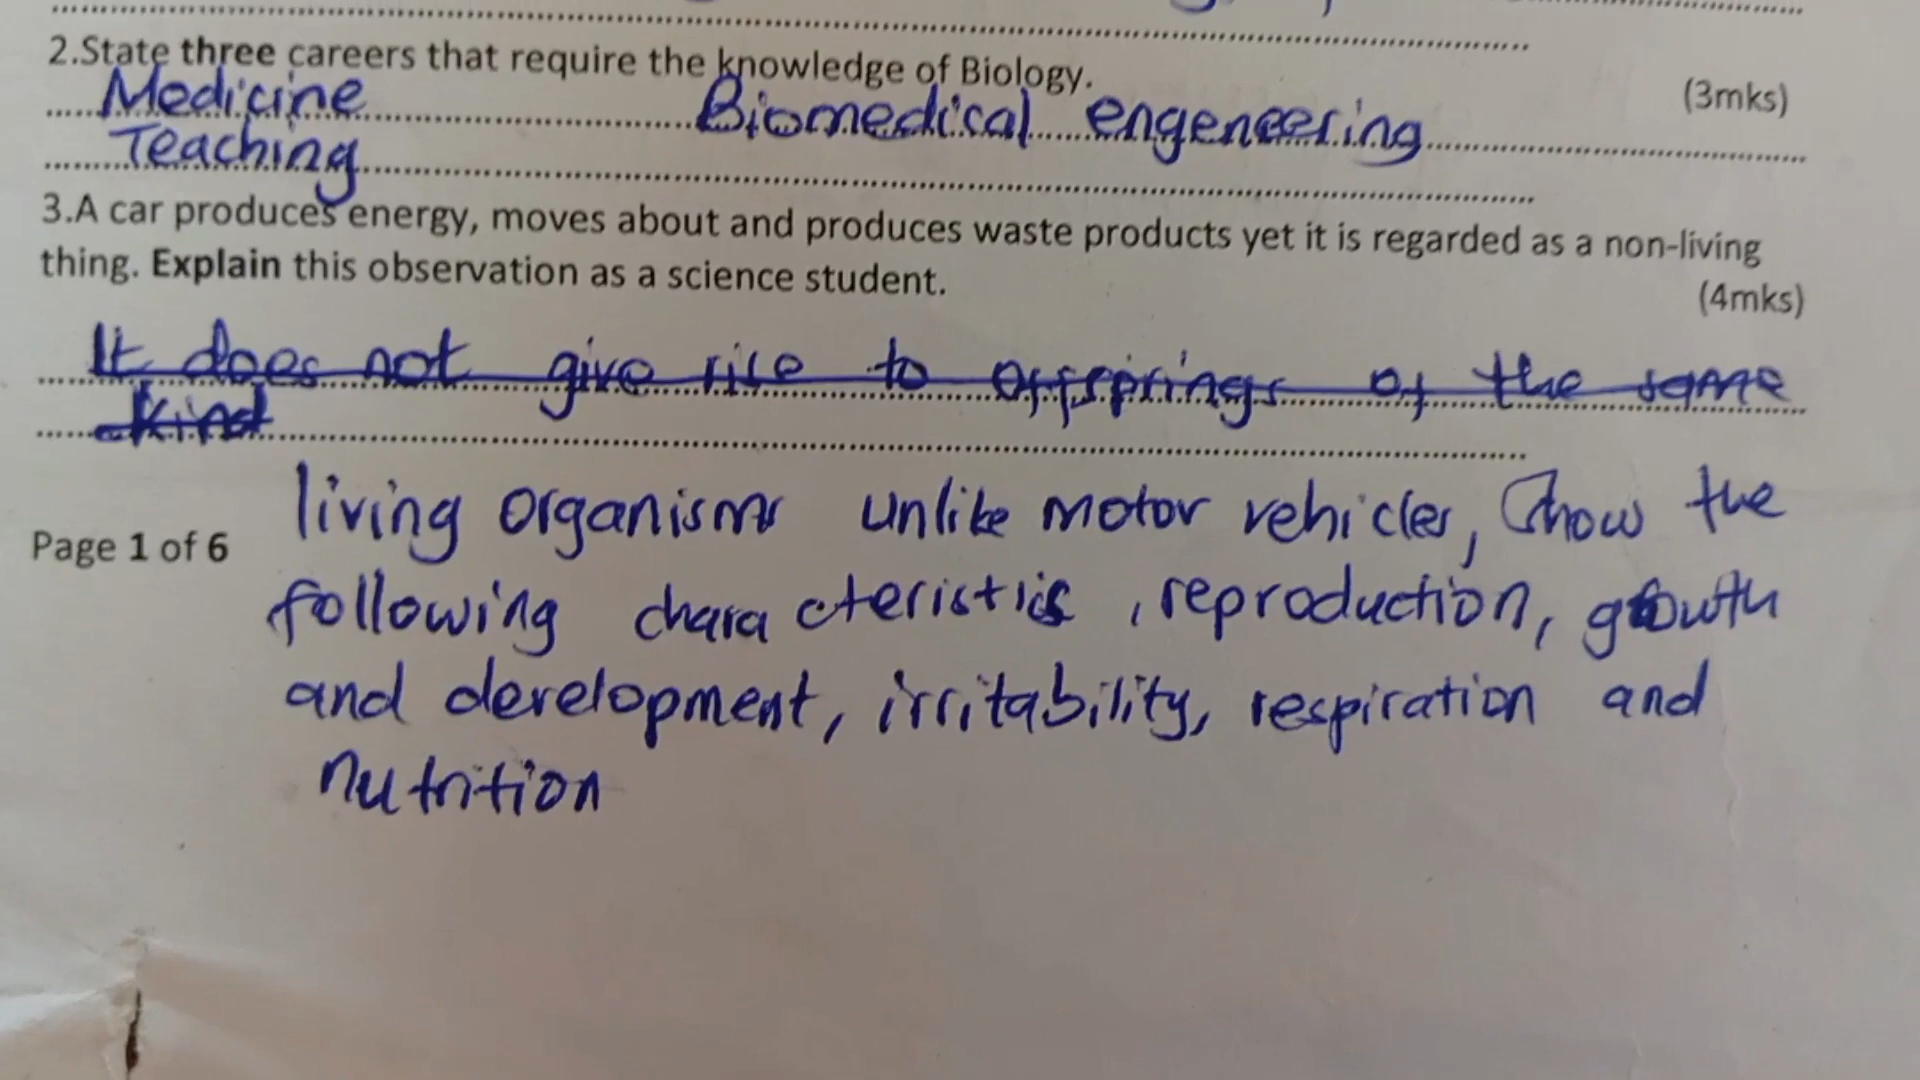 2.State three careers that require the knowledge of Biology.
(3mks)
Medicine Biomedical engeneering
Teaching
3.A car produces energy, moves about and produces waste products yet it is regarded as a non-living
thing. Explain this observation as a science student.
(4mks)
It does not give rise to offsprings of the same
kind
living organisms unlike motor vehicles, show the
Page 1 of 6
following characteristics, reproduction, growth
and development, irritability, respiration and
nutrition